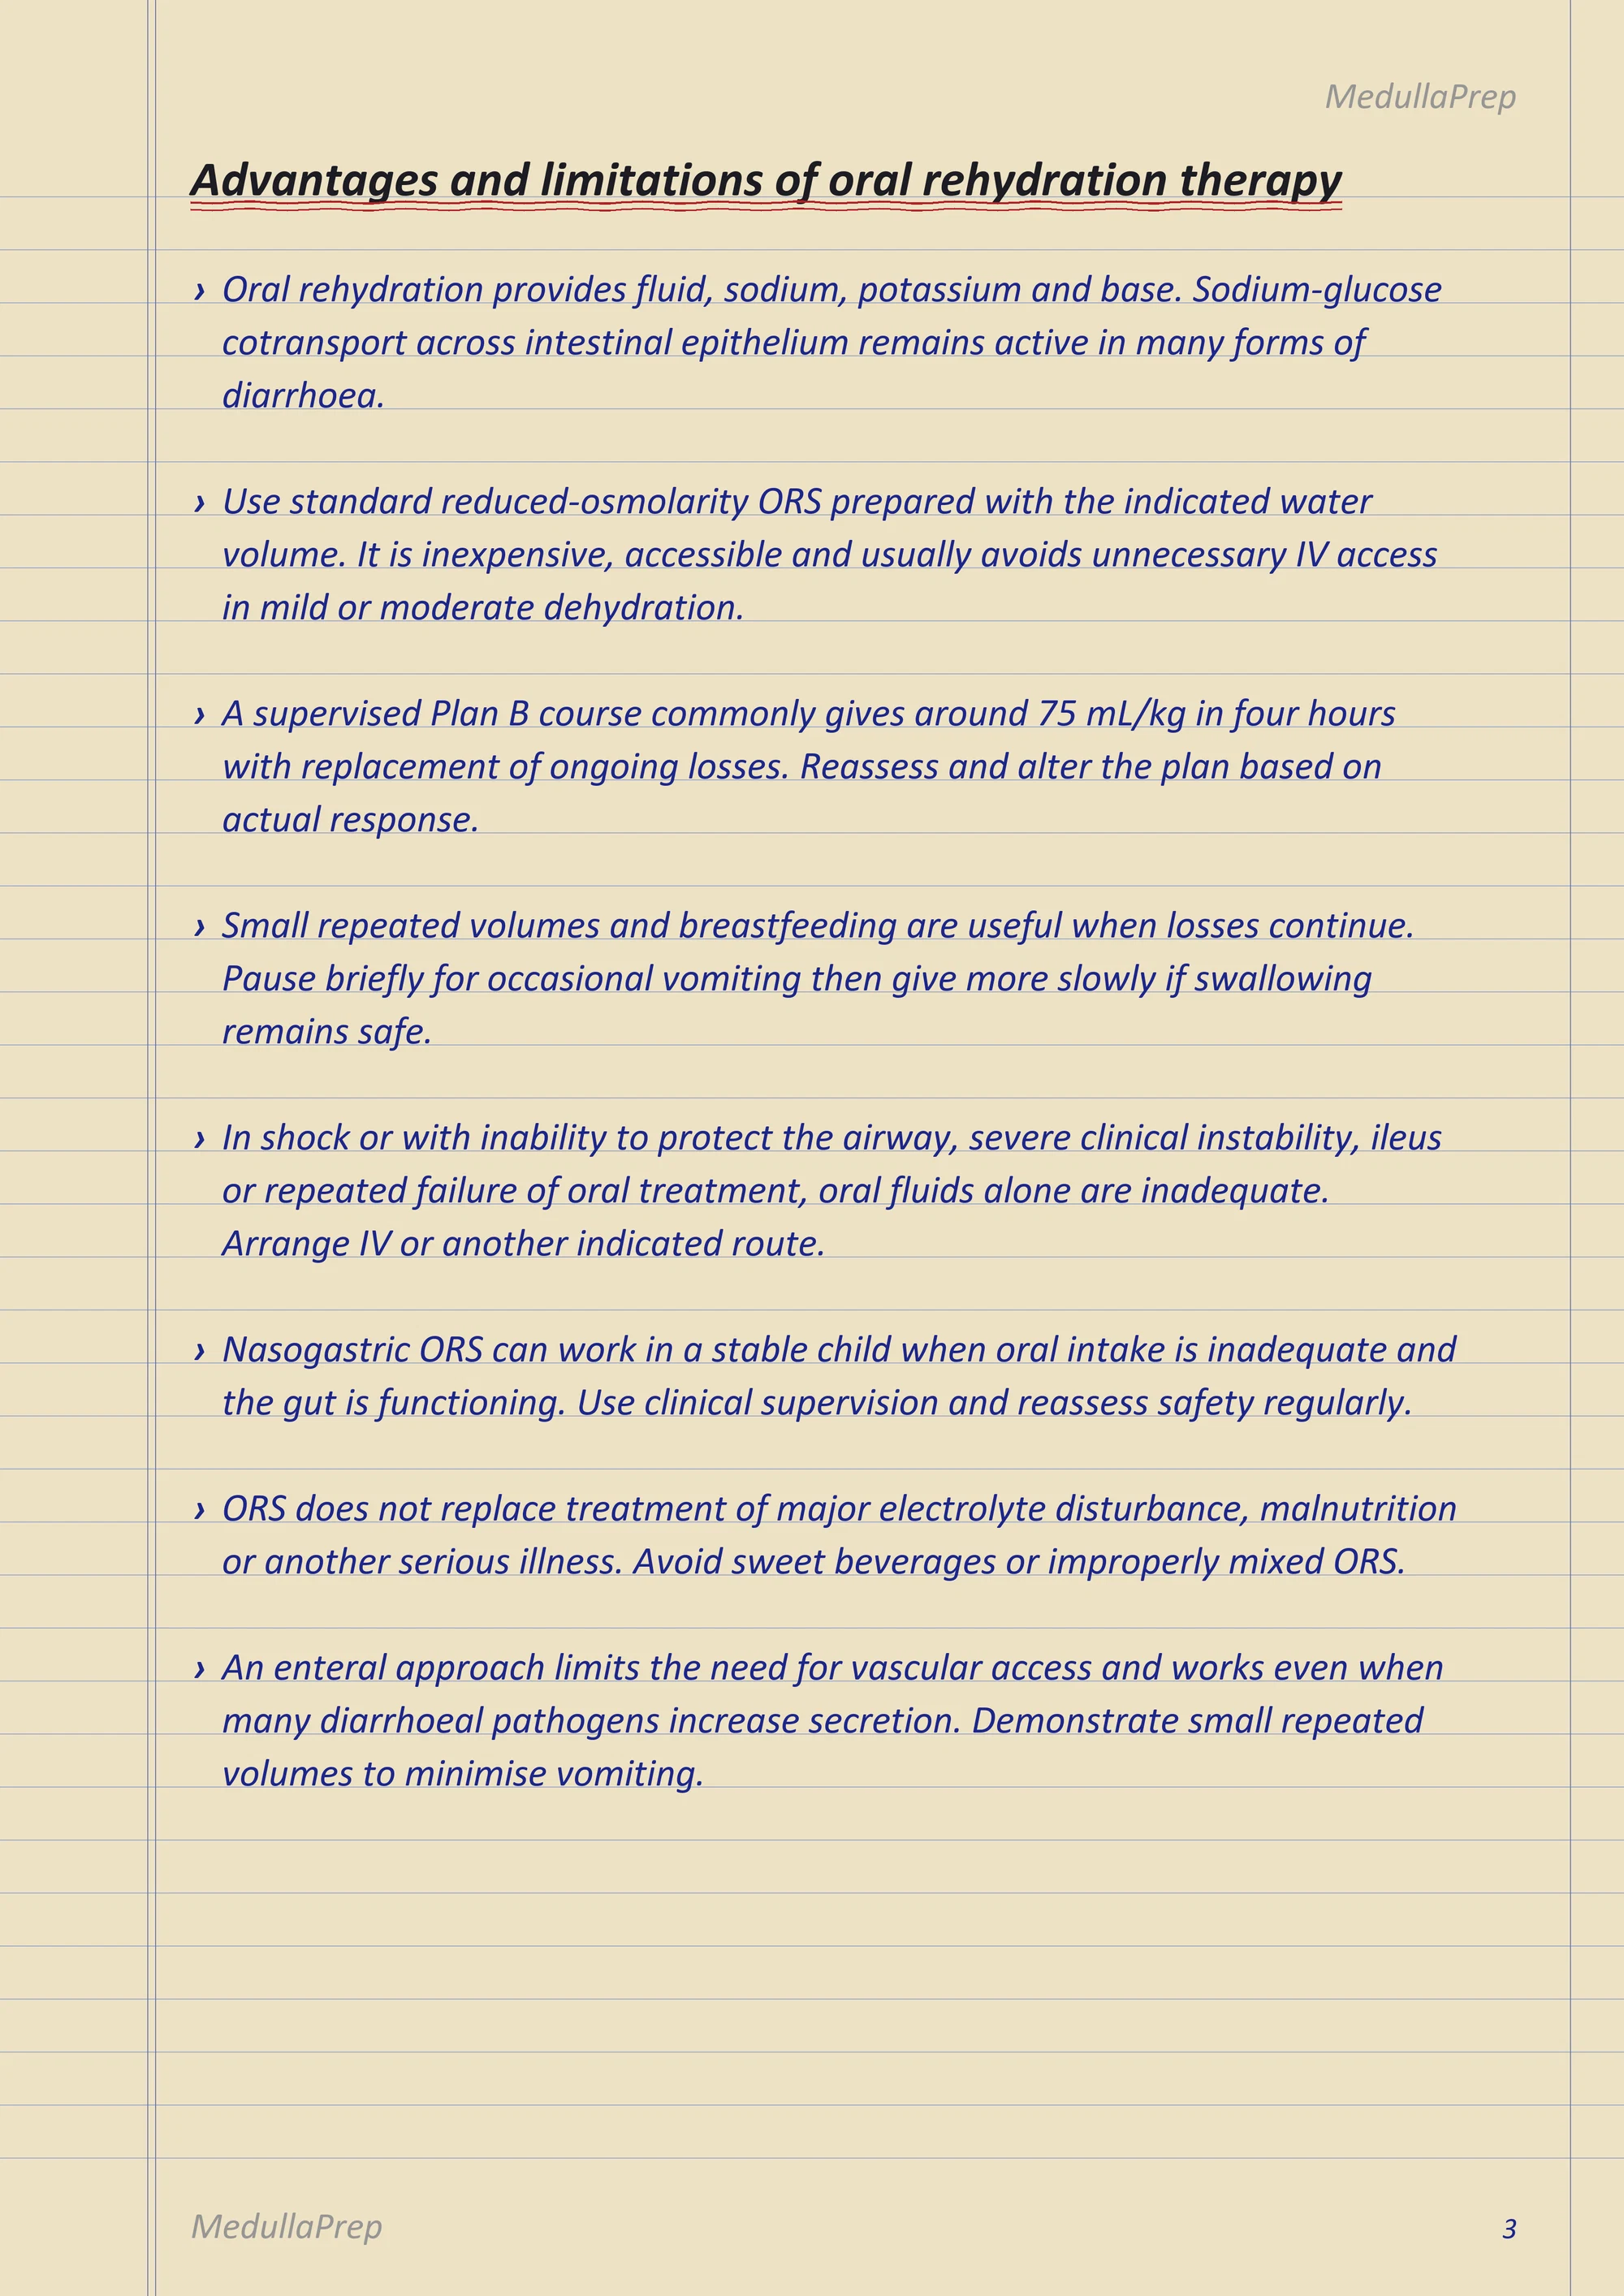 MedullaPrep
Advantages and limitations of oral rehydration therapy
› Oral rehydration provides fluid, sodium, potassium and base. Sodium-glucose
cotransport across intestinal epithelium remains active in many forms of
diarrhoea.
› Use standard reduced-osmolarity ORS prepared with the indicated water
volume. It is inexpensive, accessible and usually avoids unnecessary IV access
in mild or moderate dehydration.
› A supervised Plan B course commonly gives around 75 mL/kg in four hours
with replacement of ongoing losses. Reassess and alter the plan based on
actual response.
› Small repeated volumes and breastfeeding are useful when losses continue.
Pause briefly for occasional vomiting then give more slowly if swallowing
remains safe.
› In shock or with inability to protect the airway, severe clinical instability, ileus
or repeated failure of oral treatment, oral fluids alone are inadequate.
Arrange IV or another indicated route.
› Nasogastric ORS can work in a stable child when oral intake is inadequate and
the gut is functioning. Use clinical supervision and reassess safety regularly.
› ORS does not replace treatment of major electrolyte disturbance, malnutrition
or another serious illness. Avoid sweet beverages or improperly mixed ORS.
› An enteral approach limits the need for vascular access and works even when
many diarrhoeal pathogens increase secretion. Demonstrate small repeated
volumes to minimise vomiting.
MedullaPrep
3